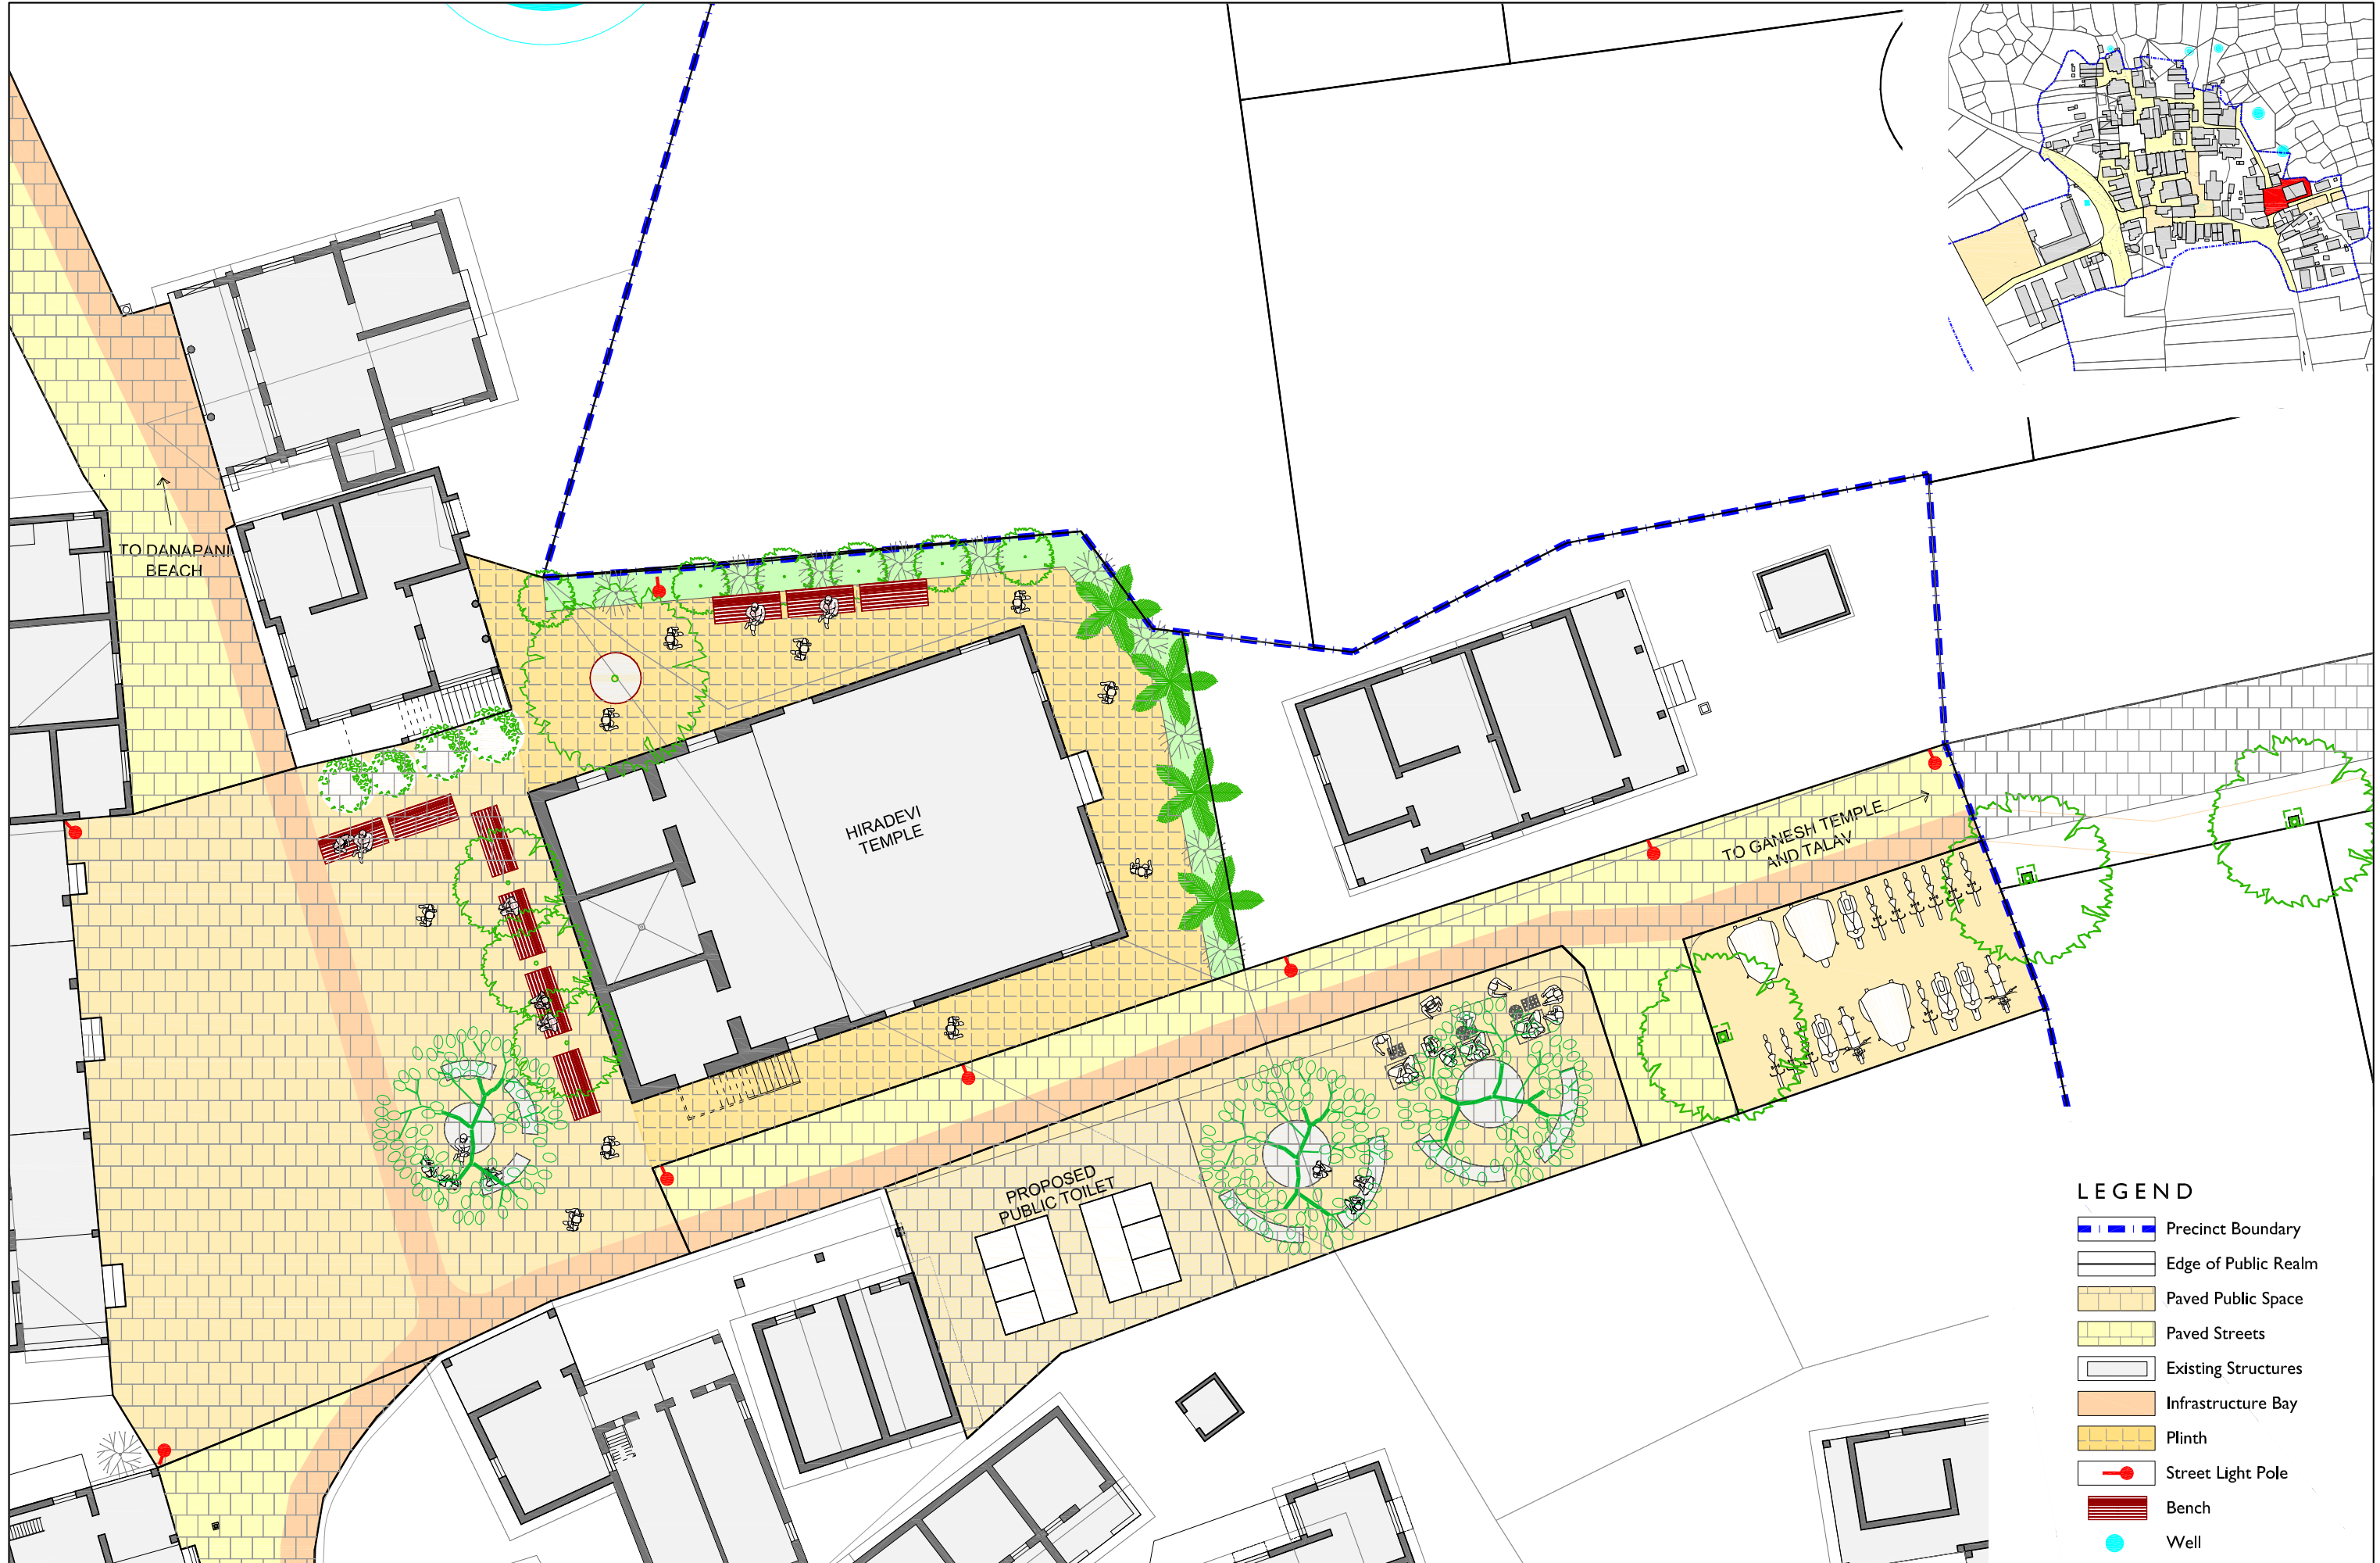 TO DANAPANI
BEACH
HIRADEVI
TEMPLE
TO GANESH TEMPLE
AND TALAV
PROPOSED
PUBLIC TOILET
LEGEND
Precinct Boundary
Edge of Public Realm
Paved Public Space
Paved Streets
Existing Structures
Infrastructure Bay
Plinth
Street Light Pole
Bench
Well